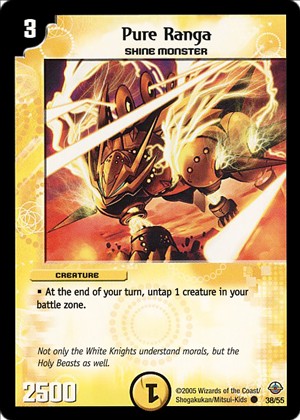 3
Pure Ranga
SHINE MONSTER
CREATURE
▪ At the end of your turn, untap 1 creature in your
battle zone.
Not only the White Knights understand morals, but the
Holy Beasts as well.
2500
1
©2005 Wizards of the Coast/
Shogakukan/Mitsui-Kids ● 38/55